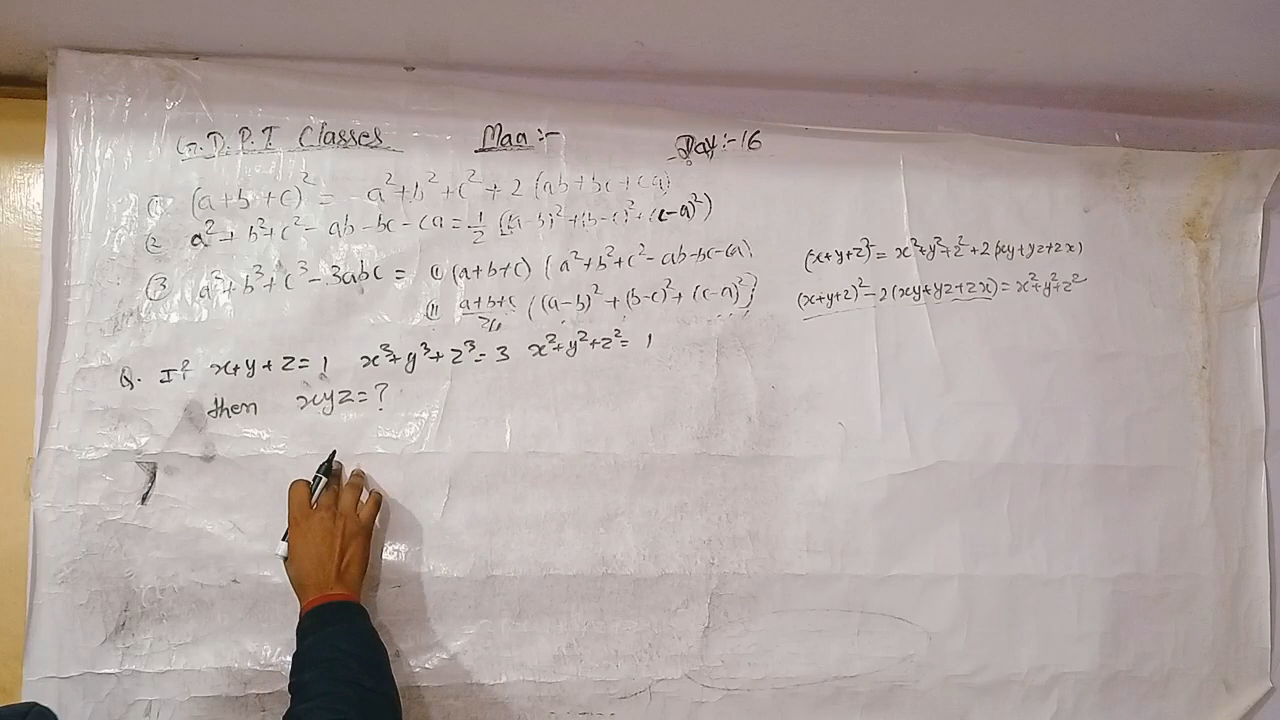 G.D.P.I. Classes Maa :- Day :- 16
① (a+b+c)² = a²+b²+c²+2(ab+bc+ca)
② a²+b²+c²-ab-bc-ca = 1/2 ((a-b)²+(b-c)²+(c-a)²)
③ a²+b³+c³-3abc = (i) (a+b+c) (a²+b²+c²-ab-bc-ca)
(ii) a+b+c/2 ((a-b)²+(b-c)²+(c-a)²)
(x+y+z)² = x²+y²+z²+2(xy+yz+zx)
(x+y+z)²-2(xy+yz+zx) = x²+y²+z²
Q. If x+y+z=1 x³+y³+z³=3 x²+y²+z²=1
then xyz=?